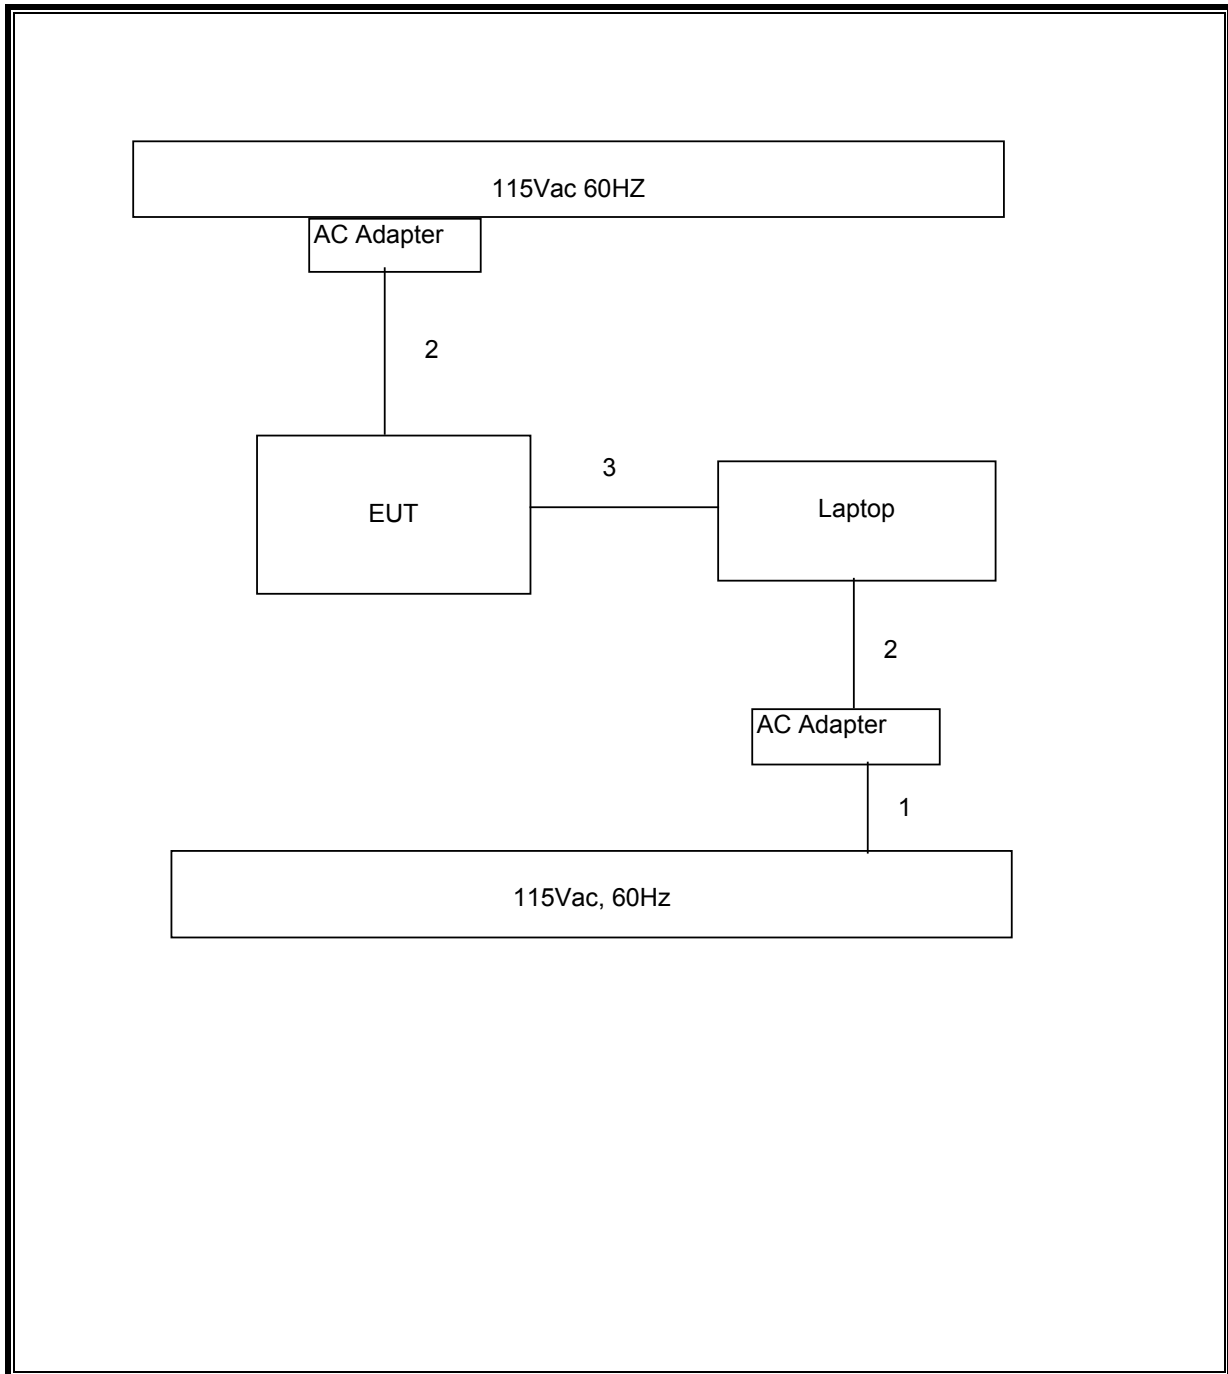 115Vac 60HZ
AC Adapter
2
EUT
3
Laptop
2
AC Adapter
1
115Vac, 60Hz